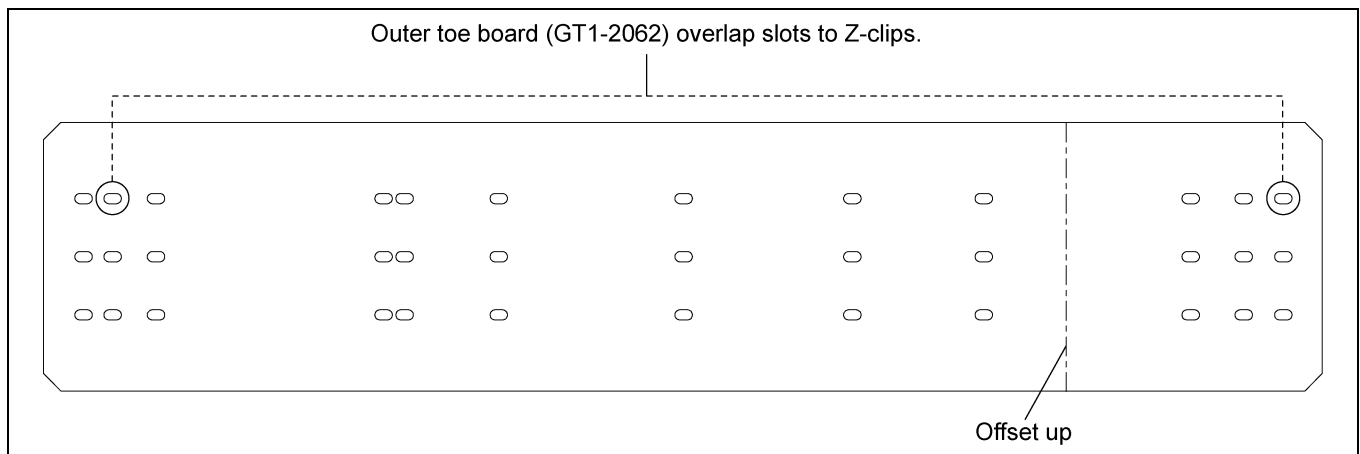 Outer toe board (GT1-2062) overlap slots to Z-clips.
Offset up